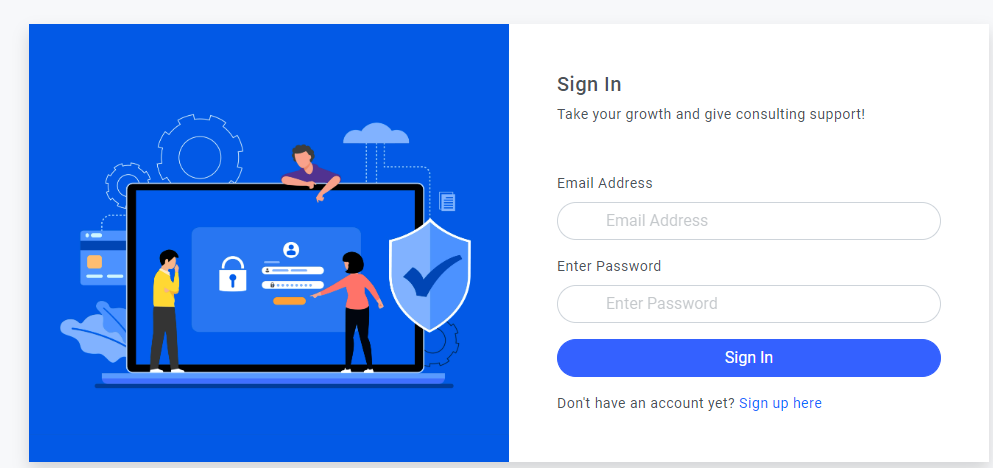 Sign In
Take your growth and give consulting support!
Email Address
Email Address
Enter Password
Enter Password
Sign In
Don't have an account yet? Sign up here